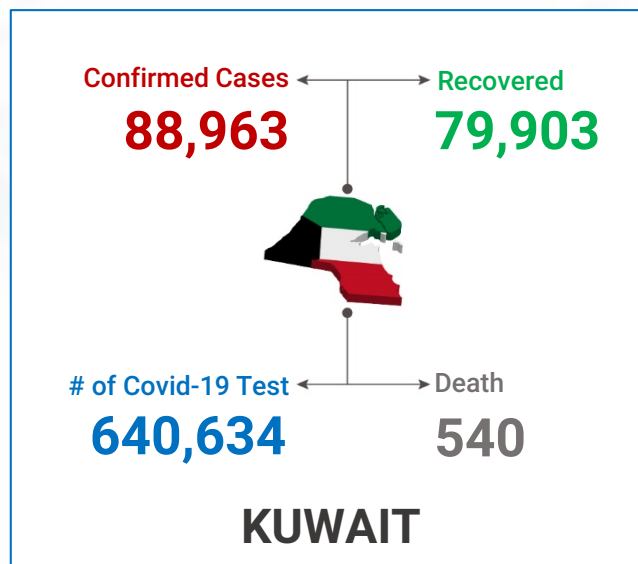 Confirmed Cases
88,963
Recovered
79,903
# of Covid-19 Test
640,634
Death
540
KUWAIT